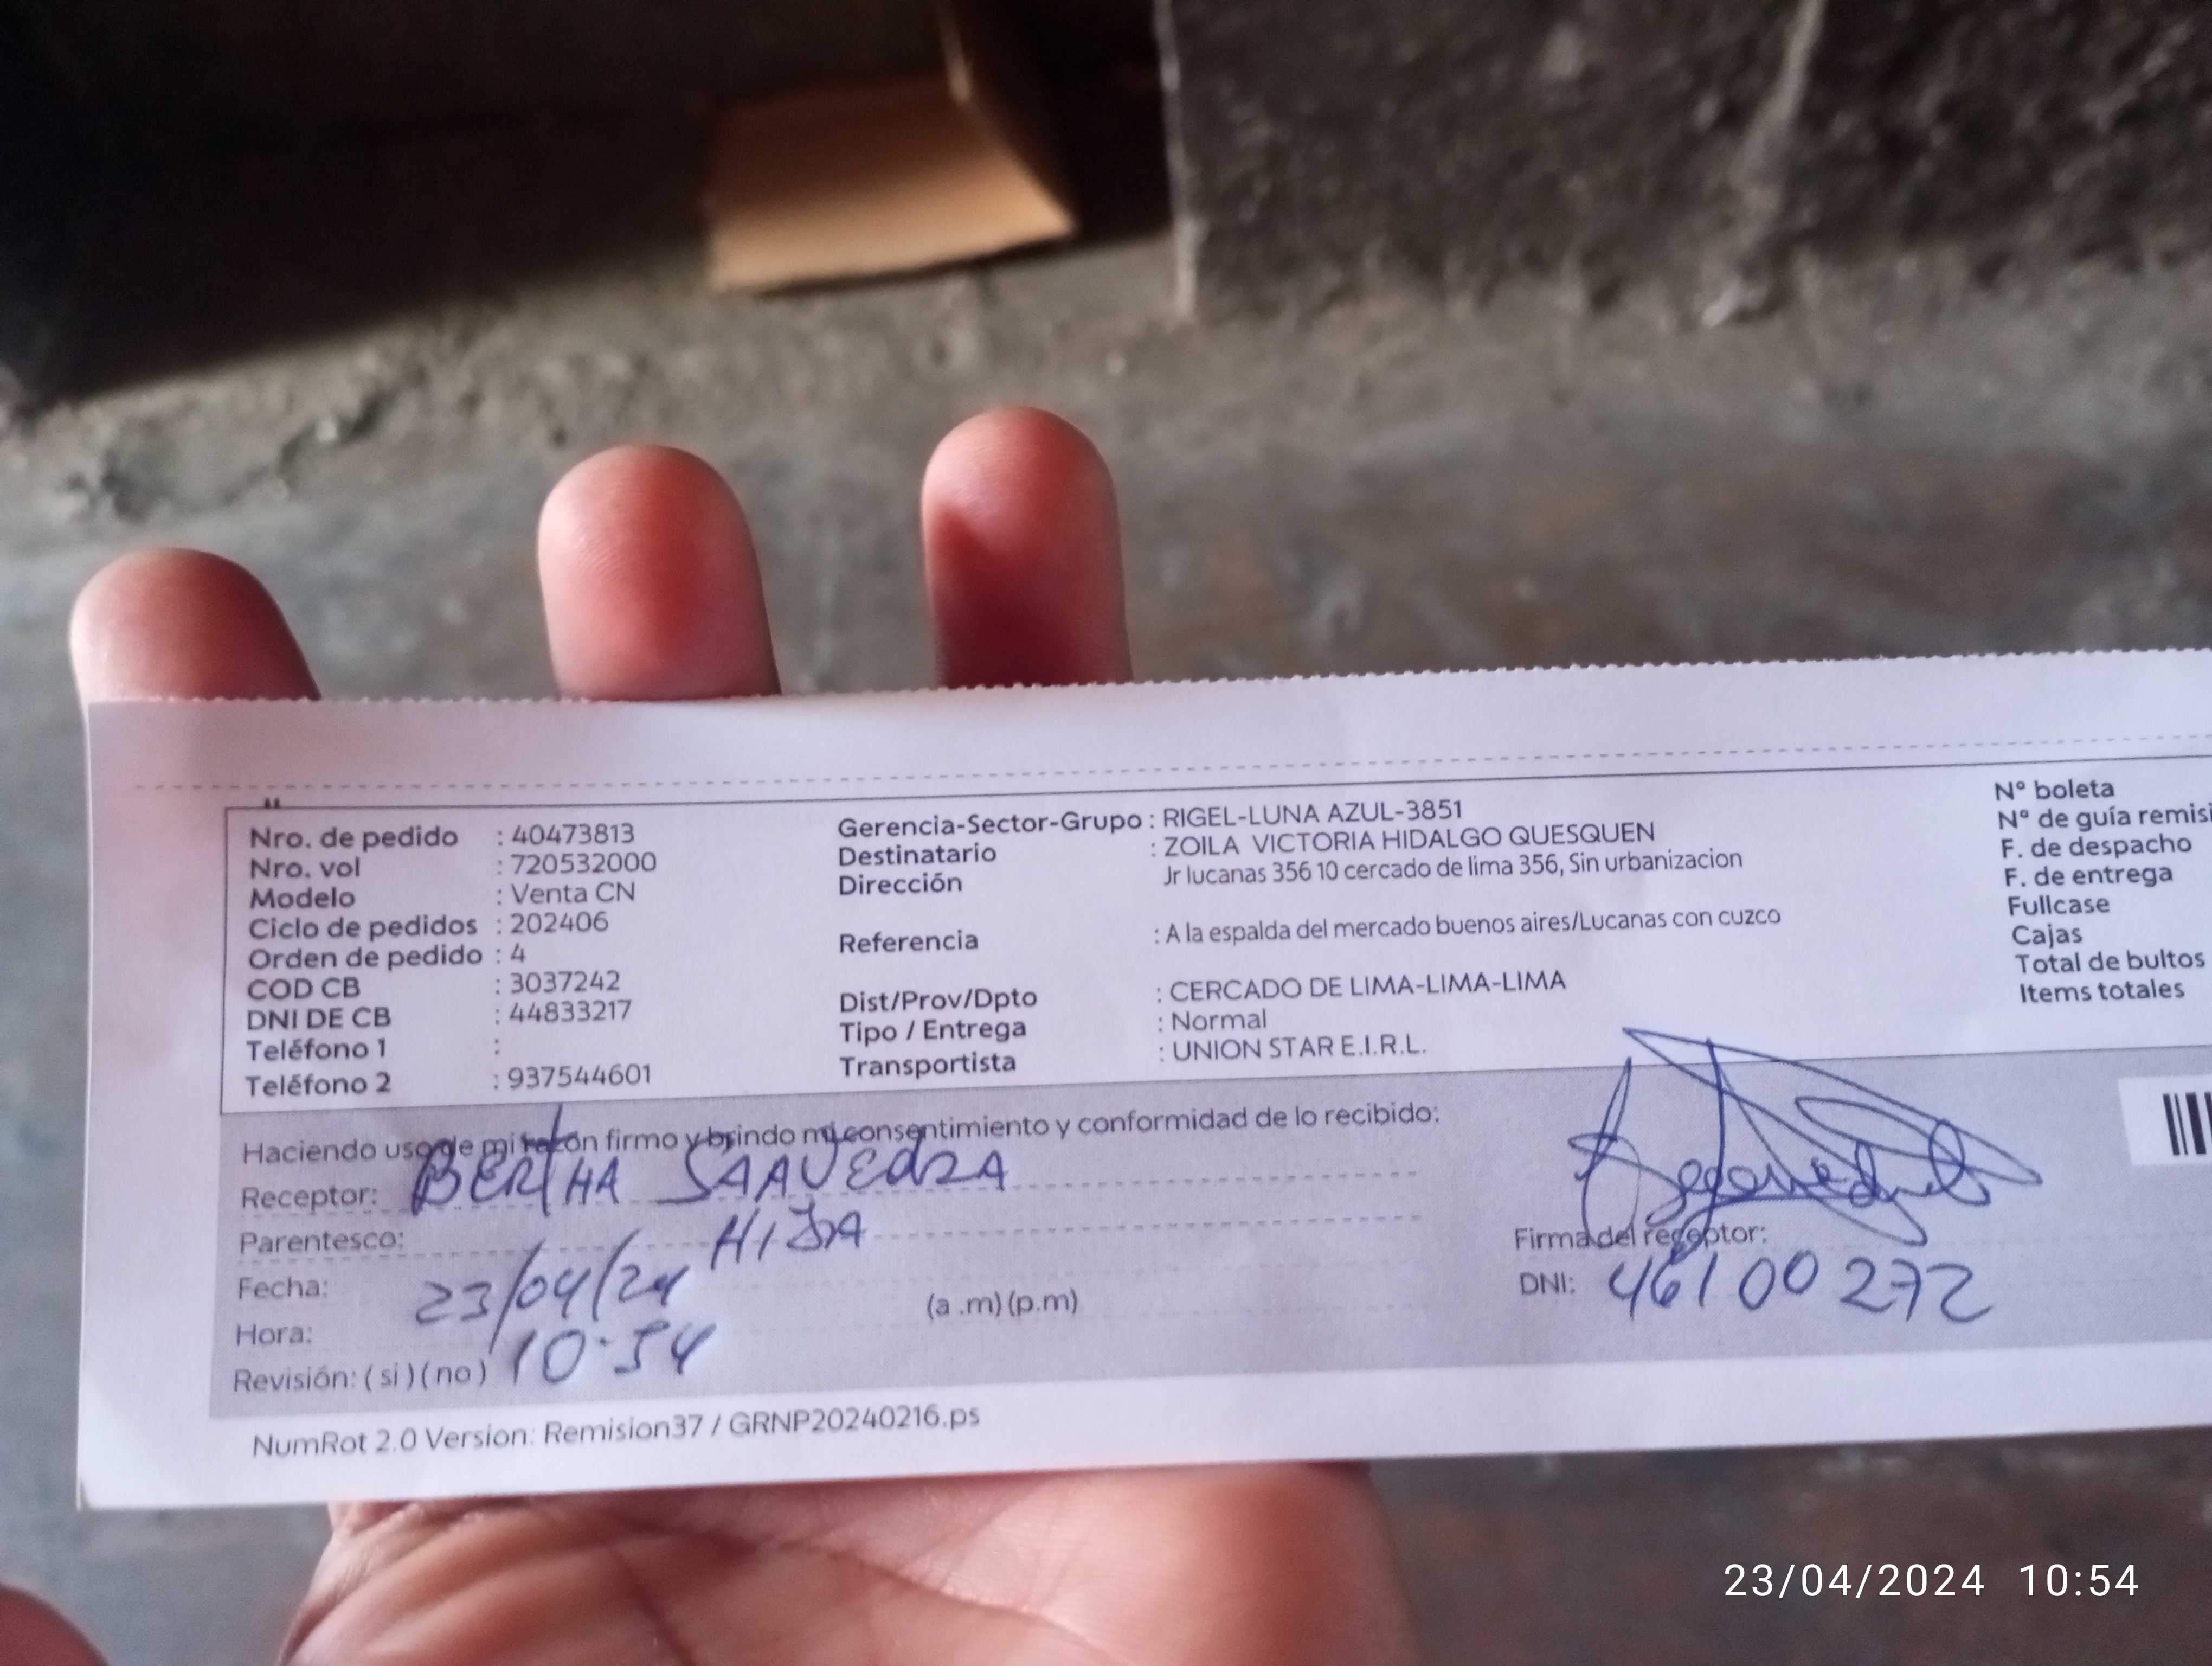 Nro. de pedido : 40473813
Nro. vol : 720532000
Modelo : Venta CN
Ciclo de pedidos : 202406
Orden de pedido : 4
COD CB : 3037242
DNI DE CB : 44833217
Teléfono 1 :
Teléfono 2 : 937544601
Gerencia-Sector-Grupo : RIGEL-LUNA AZUL-3851
Destinatario : ZOILA VICTORIA HIDALGO QUESQUEN
Dirección Jr lucanas 356 10 cercado de lima 356, Sin urbanizacion
Referencia : A la espalda del mercado buenos aires/Lucanas con cuzco
Dist/Prov/Dpto : CERCADO DE LIMA-LIMA-LIMA
Tipo / Entrega : Normal
Transportista : UNION STAR E.I.R.L.
N° boleta
N° de guía remisi
F. de despacho
F. de entrega
Fullcase
Cajas
Total de bultos
Items totales
Haciendo uso de mi razón firmo y brindo mi consentimiento y conformidad de lo recibido:
Receptor: BERTHA SAAVEdRA
Parentesco: HIJA
Fecha: 23/04/24
Hora: 10:54 (a .m) (p.m)
Revisión: ( si ) ( no )
Firma del receptor:
DNI: 46100272
NumRot 2.0 Version: Remision37 / GRNP20240216.ps
23/04/2024 10:54